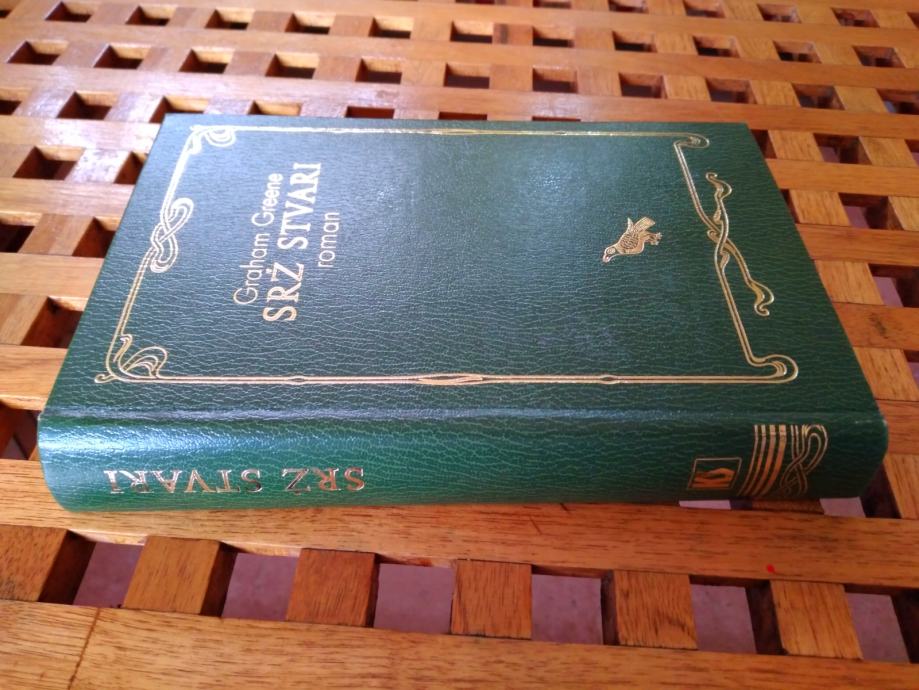 Graham Greene
SRŽ STVARI
roman
SRŽ STVARI